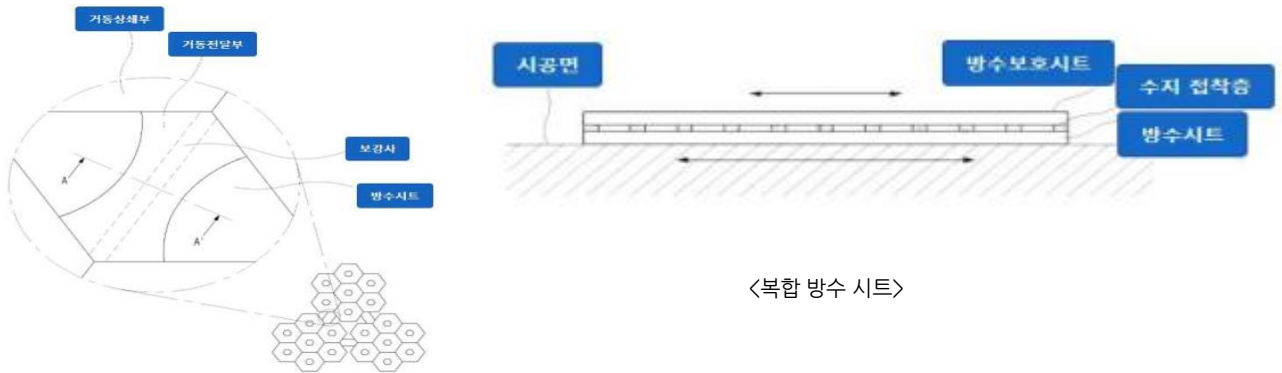 거동상쇄부
거동전달부
보강사
방수시트
A
A'
시공면
방수보호시트
수지 접착층
방수시트
<복합 방수 시트>